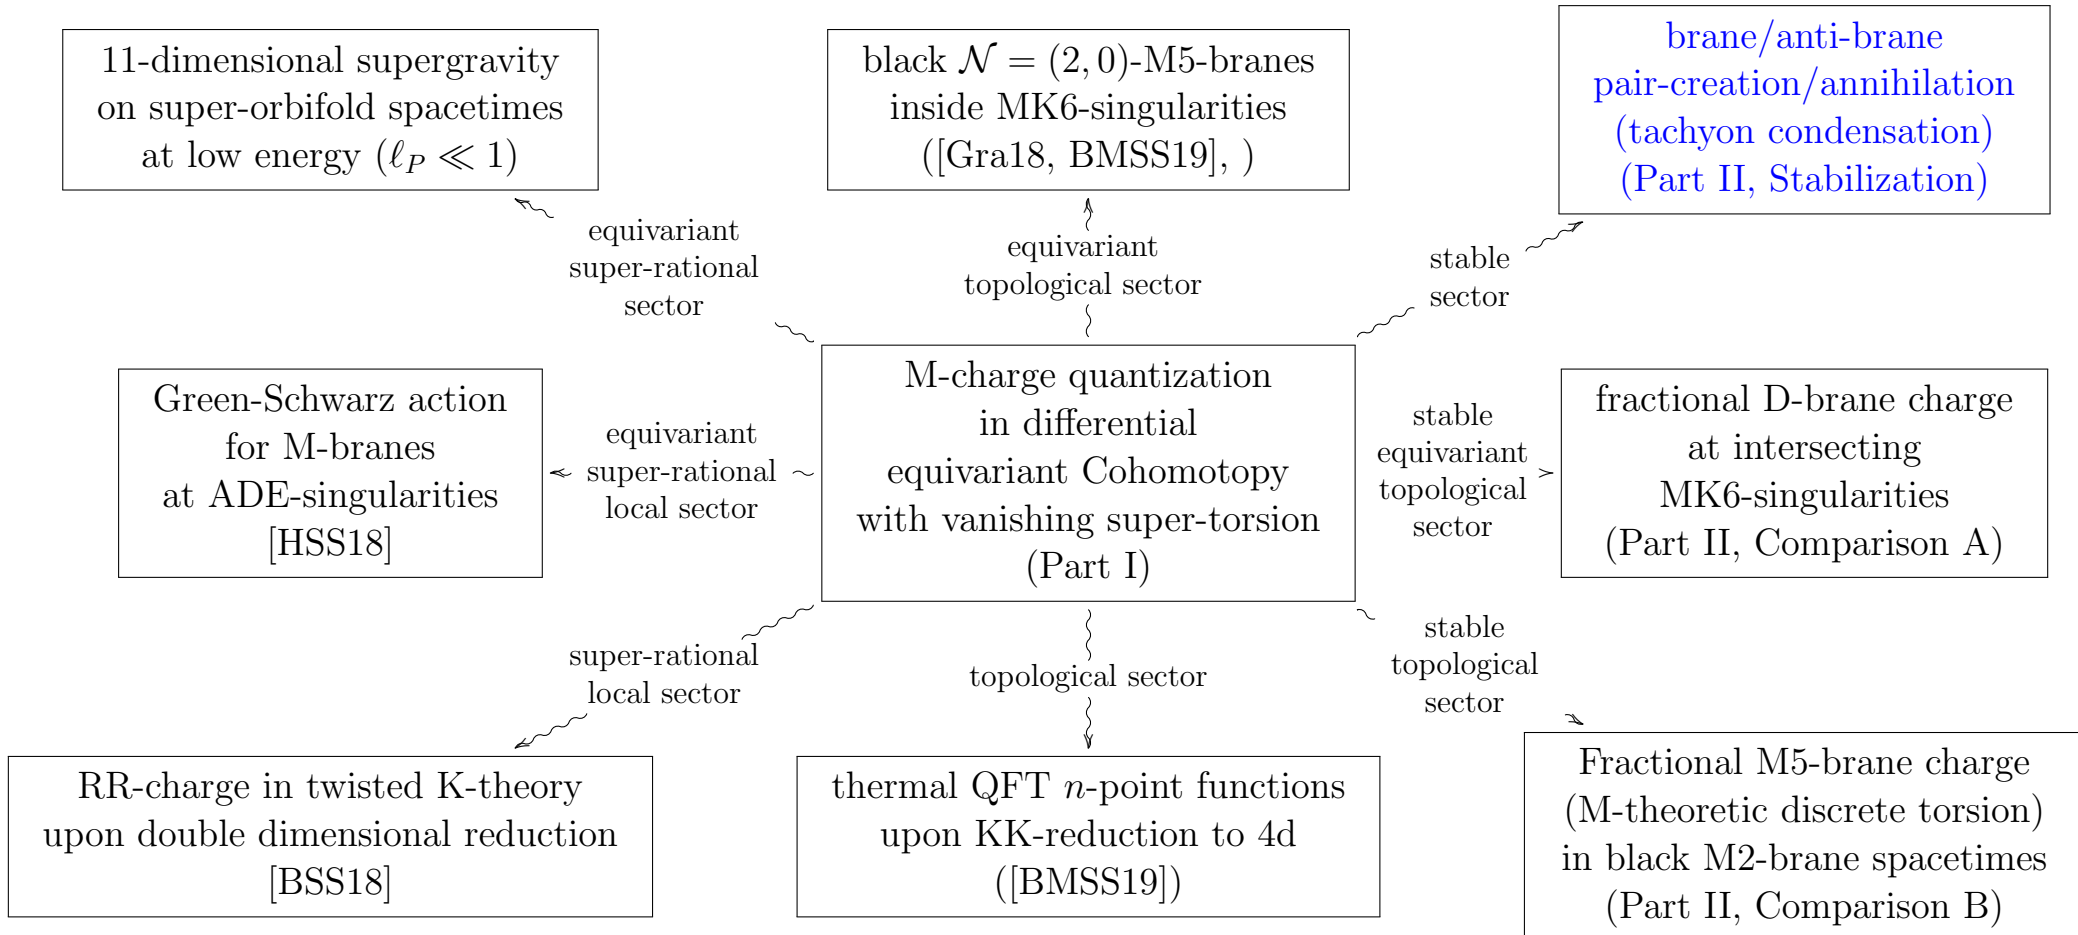 11-dimensional supergravity
on super-orbifold spacetimes
at low energy (ℓ_P ≪ 1)
black 𝒩 = (2, 0)-M5-branes
inside MK6-singularities
([Gra18, BMSS19], )
brane/anti-brane
pair-creation/annihilation
(tachyon condensation)
(Part II, Stabilization)
equivariant
super-rational
sector
equivariant
topological sector
stable
sector
Green-Schwarz action
for M-branes
at ADE-singularities
[HSS18]
equivariant
super-rational
local sector
M-charge quantization
in differential
equivariant Cohomotopy
with vanishing super-torsion
(Part I)
stable
equivariant
topological
sector
fractional D-brane charge
at intersecting
MK6-singularities
(Part II, Comparison A)
super-rational
local sector
topological sector
stable
topological
sector
RR-charge in twisted K-theory
upon double dimensional reduction
[BSS18]
thermal QFT n-point functions
upon KK-reduction to 4d
([BMSS19])
Fractional M5-brane charge
(M-theoretic discrete torsion)
in black M2-brane spacetimes
(Part II, Comparison B)